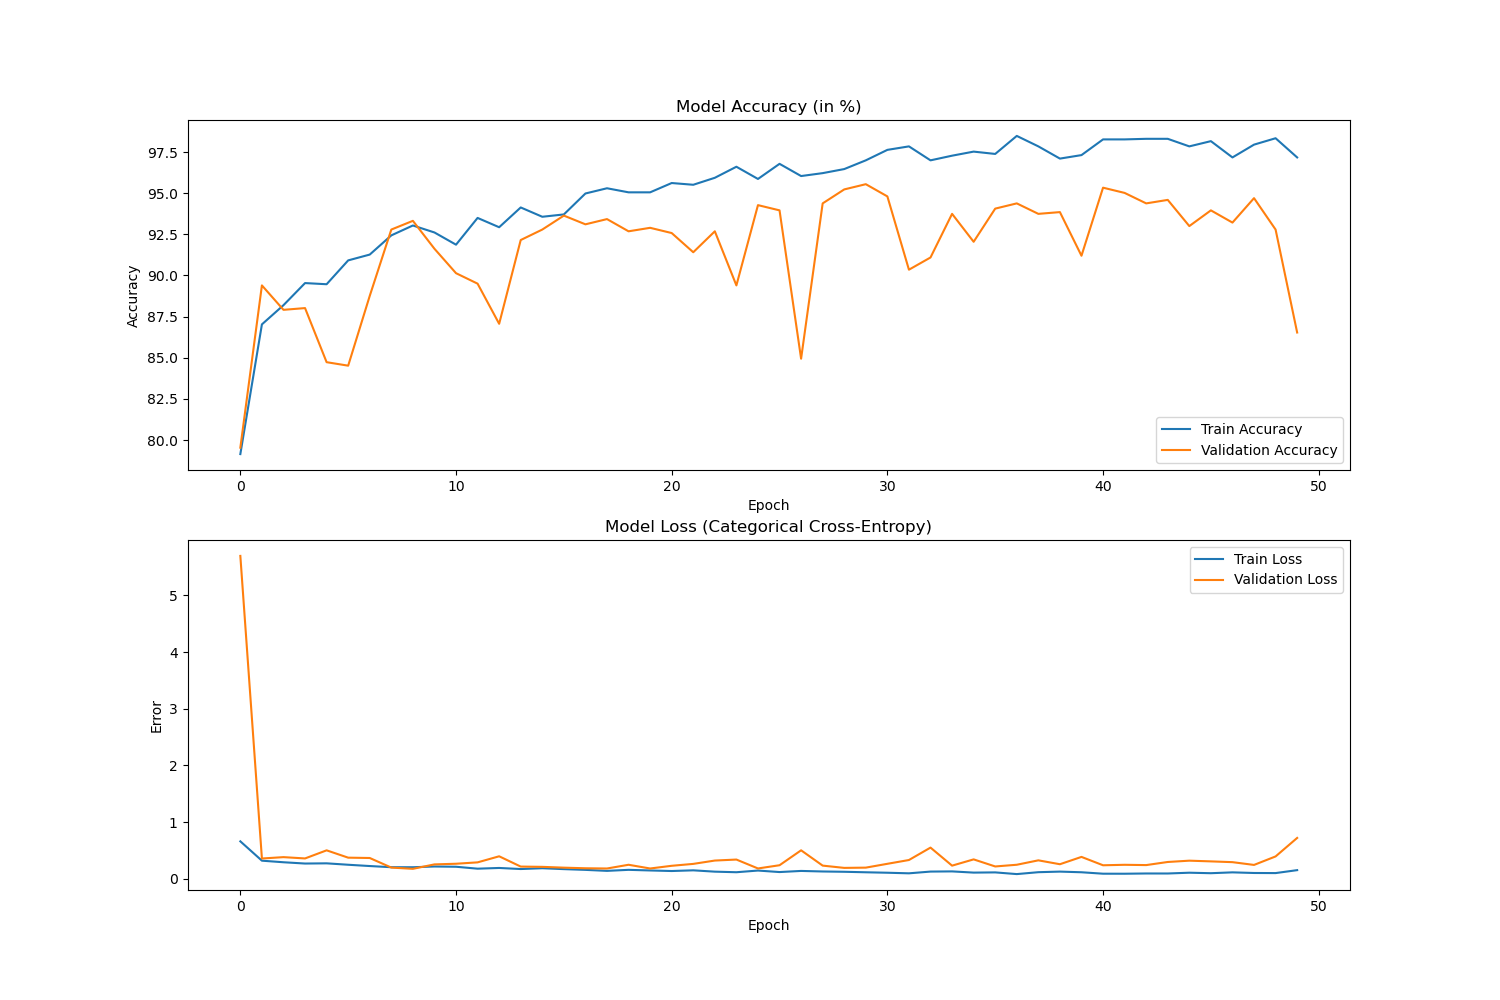 Model Accuracy (in %)
97.5
95.0
92.5
90.0
87.5
85.0
82.5
80.0
Accuracy
Train Accuracy
Validation Accuracy
0 10 20 30 40 50
Epoch
Model Loss (Categorical Cross-Entropy)
Train Loss
Validation Loss
5
4
3
2
1
0
Error
0 10 20 30 40 50
Epoch